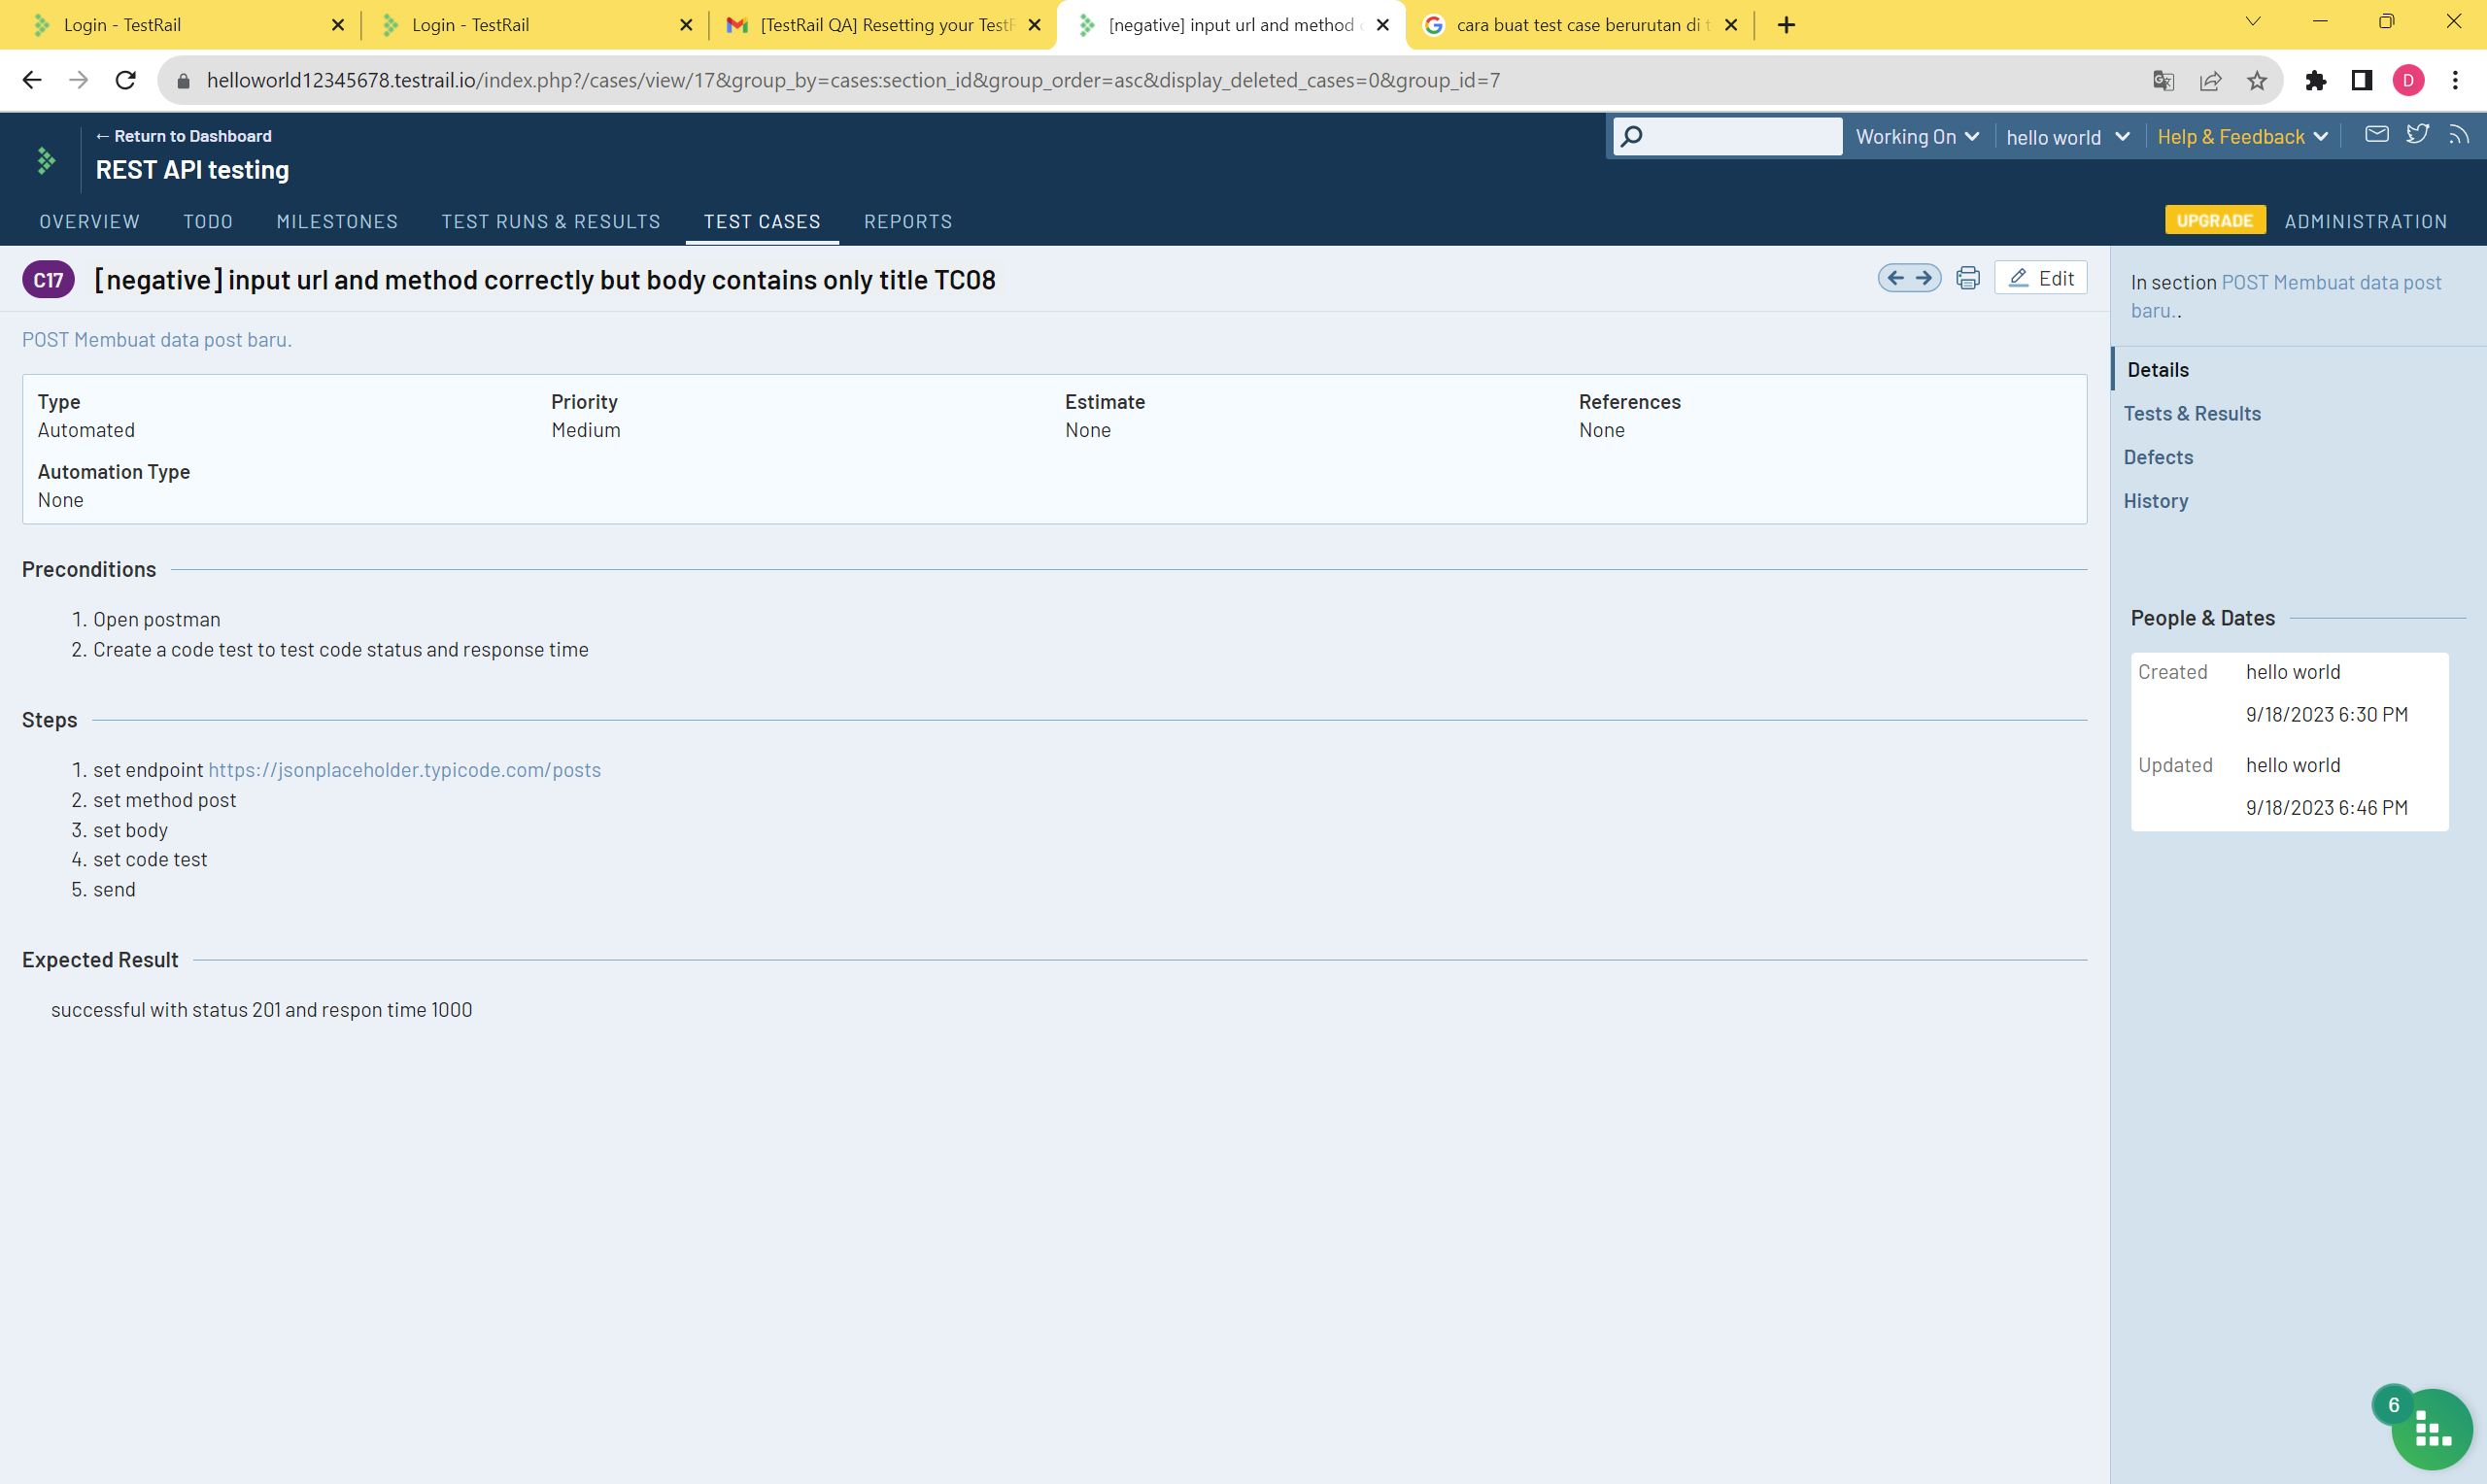 Login - TestRail
Login - TestRail
[TestRail QA] Resetting your TestR
[negative] input url and method
cara buat test case berurutan di t
helloworld12345678.testrail.io/index.php?/cases/view/17&group_by=cases:section_id&group_order=asc&display_deleted_cases=0&group_id=7
D
← Return to Dashboard
REST API testing
Working On
hello world
Help & Feedback
OVERVIEW
TODO
MILESTONES
TEST RUNS & RESULTS
TEST CASES
REPORTS
UPGRADE
ADMINISTRATION
C17
[negative] input url and method correctly but body contains only title TC08
Edit
POST Membuat data post baru.
Type
Automated
Priority
Medium
Estimate
None
References
None
Automation Type
None
Preconditions
1. Open postman
2. Create a code test to test code status and response time
Steps
1. set endpoint https://jsonplaceholder.typicode.com/posts
2. set method post
3. set body
4. set code test
5. send
Expected Result
successful with status 201 and respon time 1000
In section POST Membuat data post
baru..
Details
Tests & Results
Defects
History
People & Dates
Created
hello world
9/18/2023 6:30 PM
Updated
hello world
9/18/2023 6:46 PM
6